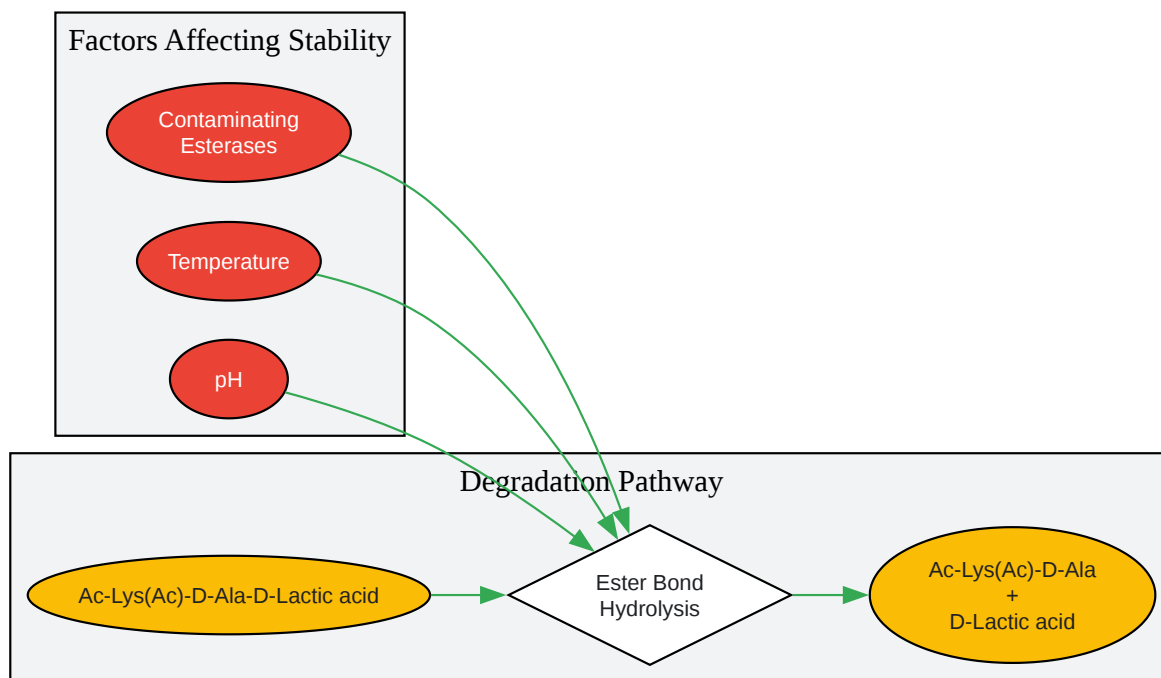 Factors Affecting Stability
Contaminating
Esterases
Temperature
pH
Degradation Pathway
Ac-Lys(Ac)-D-Ala-D-Lactic acid
Ester Bond
Hydrolysis
Ac-Lys(Ac)-D-Ala
+
D-Lactic acid